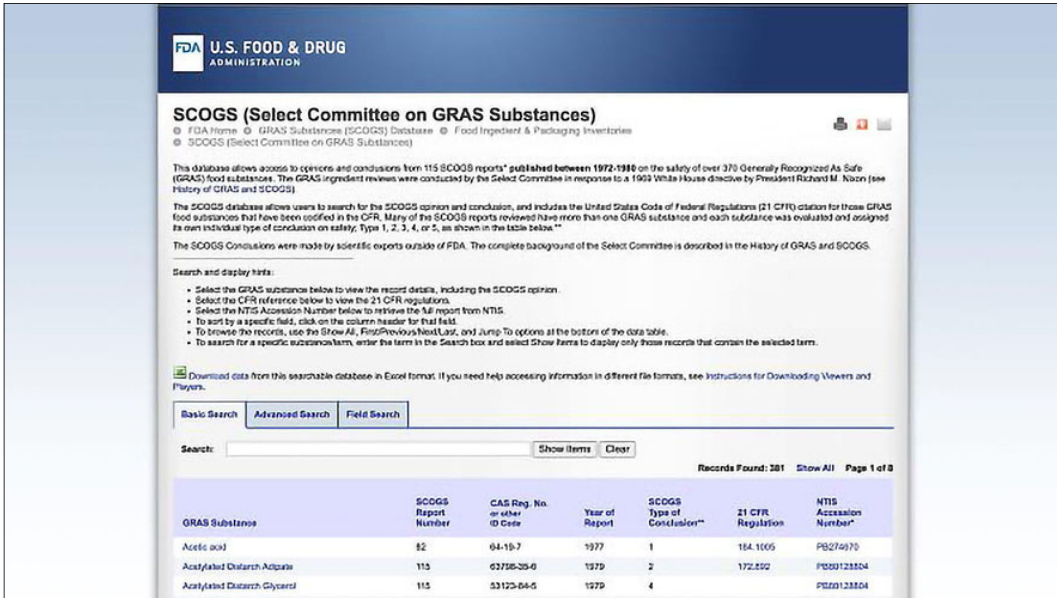 FDA U.S. FOOD & DRUG
ADMINISTRATION
SCOGS (Select Committee on GRAS Substances)
FDA Home GRAS Substances (SCOGS) Database Food Ingredient & Packaging Inventories
SCOGS (Select Committee on GRAS Substances)
This database allows access to opinions and conclusions from 115 SCOGS reports* published between 1972-1980 on the safety of over 370 Generally Recognized As Safe
(GRAS) food substances. The GRAS ingredient reviews were conducted by the Select Committee in response to a 1969 White House directive by President Richard M. Nixon (see
History of GRAS and SCOGS)
The SCOGS database allows users to search for the SCOGS opinion and conclusion, and includes the United States Code of Federal Regulations (21 CFR) citation for those GRAS
food substances that have been codified in the CFR. Many of the SCOGS reports reviewed have more than one GRAS substance and each substance was evaluated and assigned
its own individual type of conclusion on safety; Type 1, 2, 3, 4, or 5, as shown in the table below.**
The SCOGS Conclusions were made by scientific experts outside of FDA. The complete background of the Select Committee is described in the History of GRAS and SCOGS.
Search and display hints:
• Select the GRAS substance below to view the record details, including the SCOGS opinion.
• Select the CFR reference below to view the 21 CFR regulations.
• Select the NTIS Accession Number below to retrieve the full report from NTIS.
• To sort by a specific field, click on the column header for that field.
• To browse the records, use the Show All, First/Previous/Next/Last, and Jump To options at the bottom of the data table.
• To search for a specific substance/term, enter the term in the Search box and select Show Items to display only those records that contain the selected term.
Download data from this searchable database in Excel format. If you need help accessing information in different file formats, see Instructions for Downloading Viewers and
Players.
Basic Search Advanced Search Field Search
Search: Show Items Clear
Records Found: 381 Show All Page 1 of 8
GRAS Substance SCOGS Report Number CAS Reg. No. or other ID Code Year of Report SCOGS Type of Conclusion** 21 CFR Regulation NTIS Accession Number*
Acetic acid 82 64-19-7 1977 1 184.1005 PB274670
Acetylated Distarch Adipate 115 63798-35-6 1979 2 172.892 PB80128804
Acetylated Distarch Glycerol 115 53123-84-5 1979 4 PB80128804